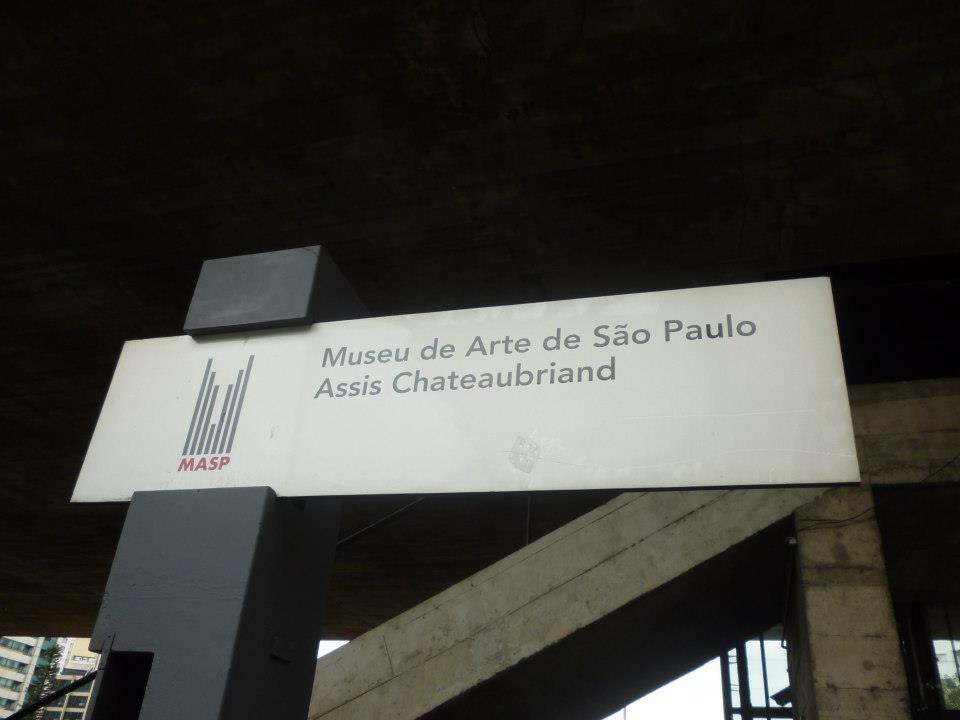 Museu de Arte de São Paulo
Assis Chateaubriand
MASP